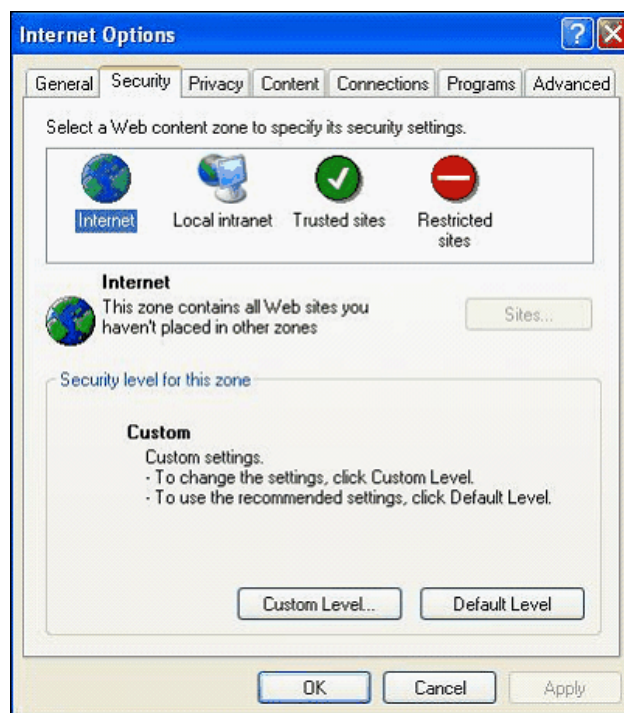 Internet Options
General Security Privacy Content Connections Programs Advanced
Select a Web content zone to specify its security settings.
Internet Local intranet Trusted sites Restricted
sites
Internet
This zone contains all Web sites you
haven't placed in other zones
Sites...
Security level for this zone
Custom
Custom settings.
- To change the settings, click Custom Level.
- To use the recommended settings, click Default Level.
Custom Level... Default Level
OK Cancel Apply